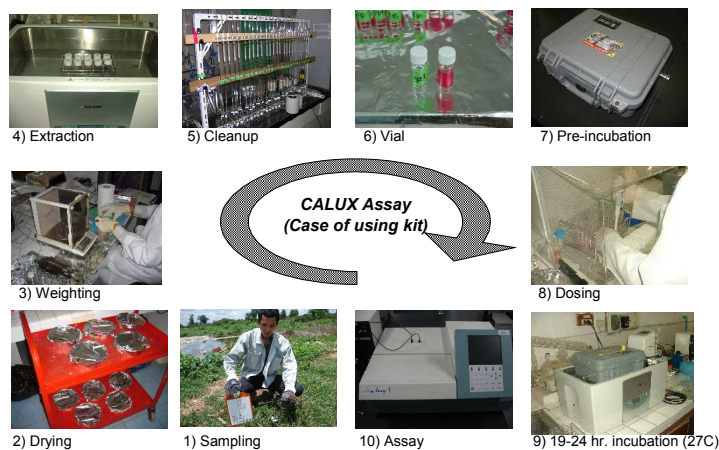 4) Extraction
5) Cleanup
6) Vial
7) Pre-incubation
CALUX Assay
(Case of using kit)
3) Weighting
8) Dosing
2) Drying
1) Sampling
10) Assay
9) 19-24 hr. incubation (27C)